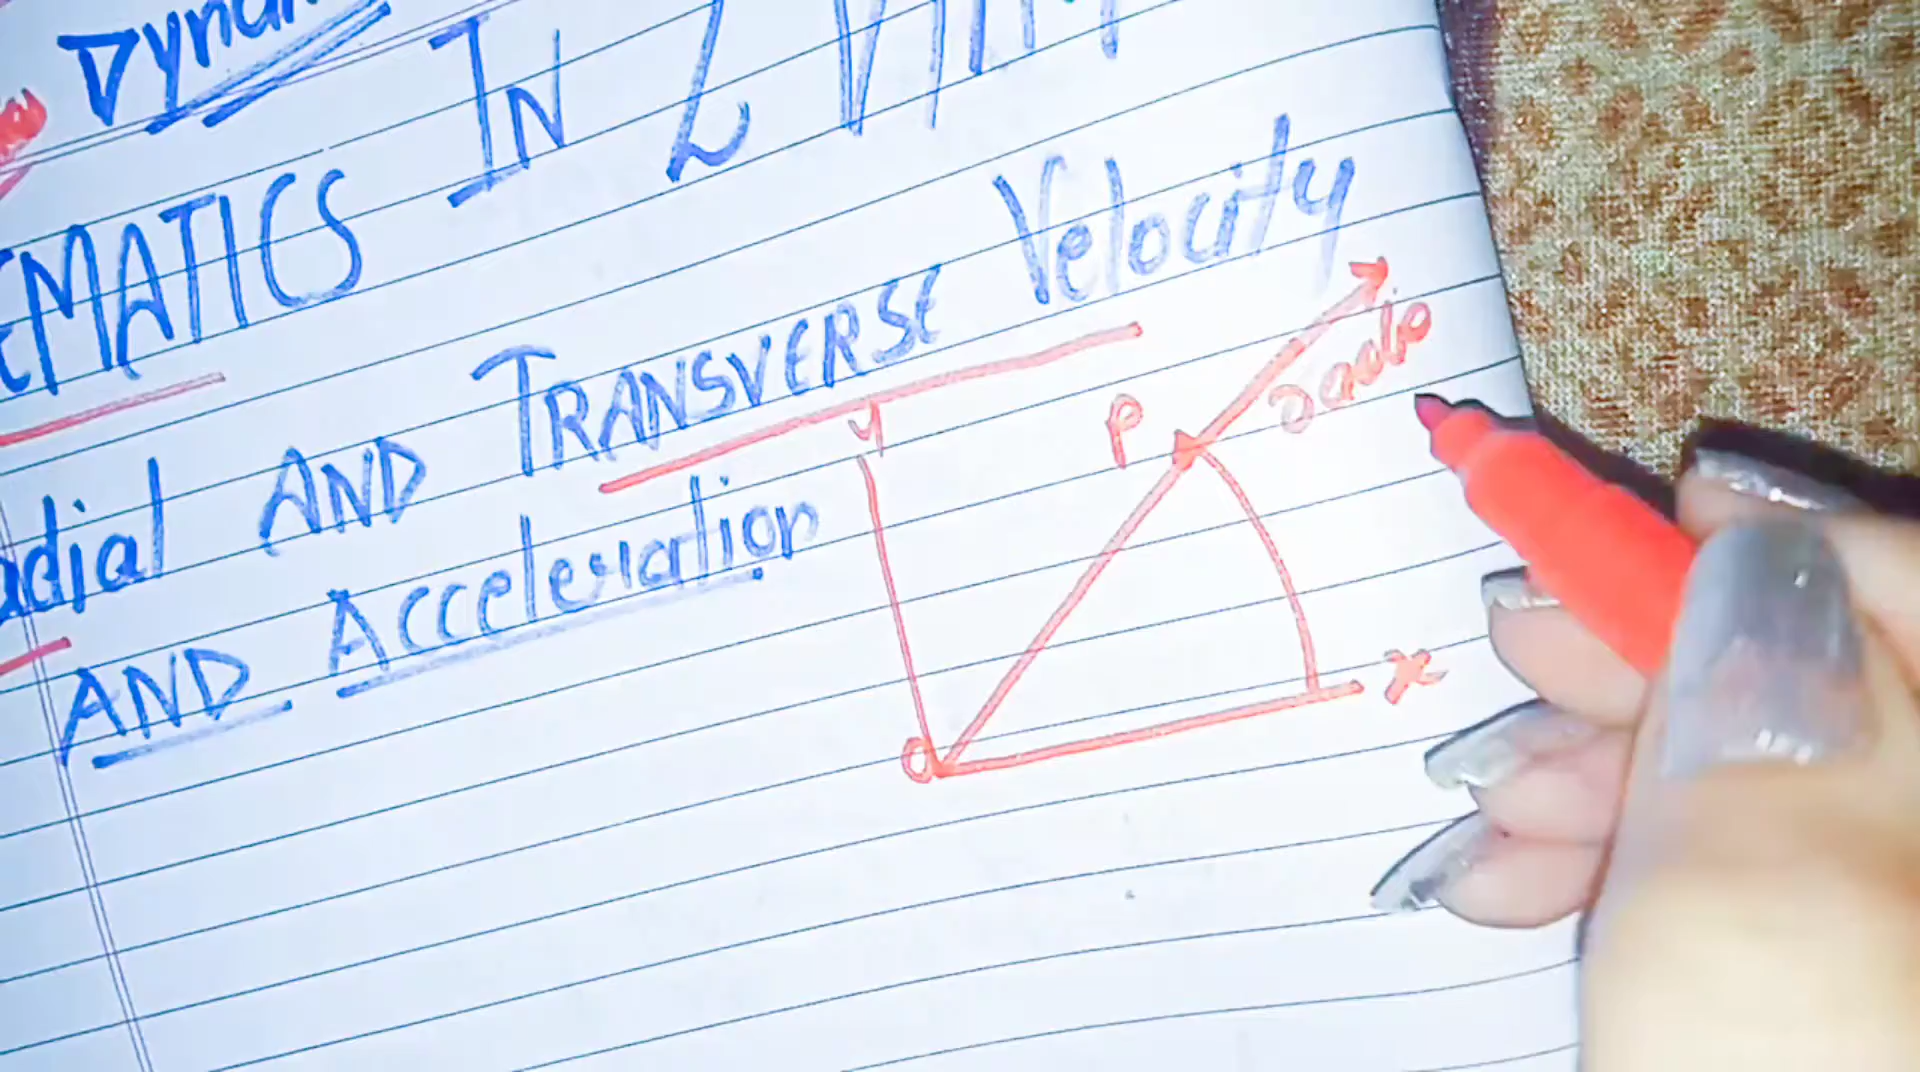 Dynam
EMATICS IN 2 DIM
adial AND TRANSVERSE Velocity
AND Acceleration
y
P
O
x